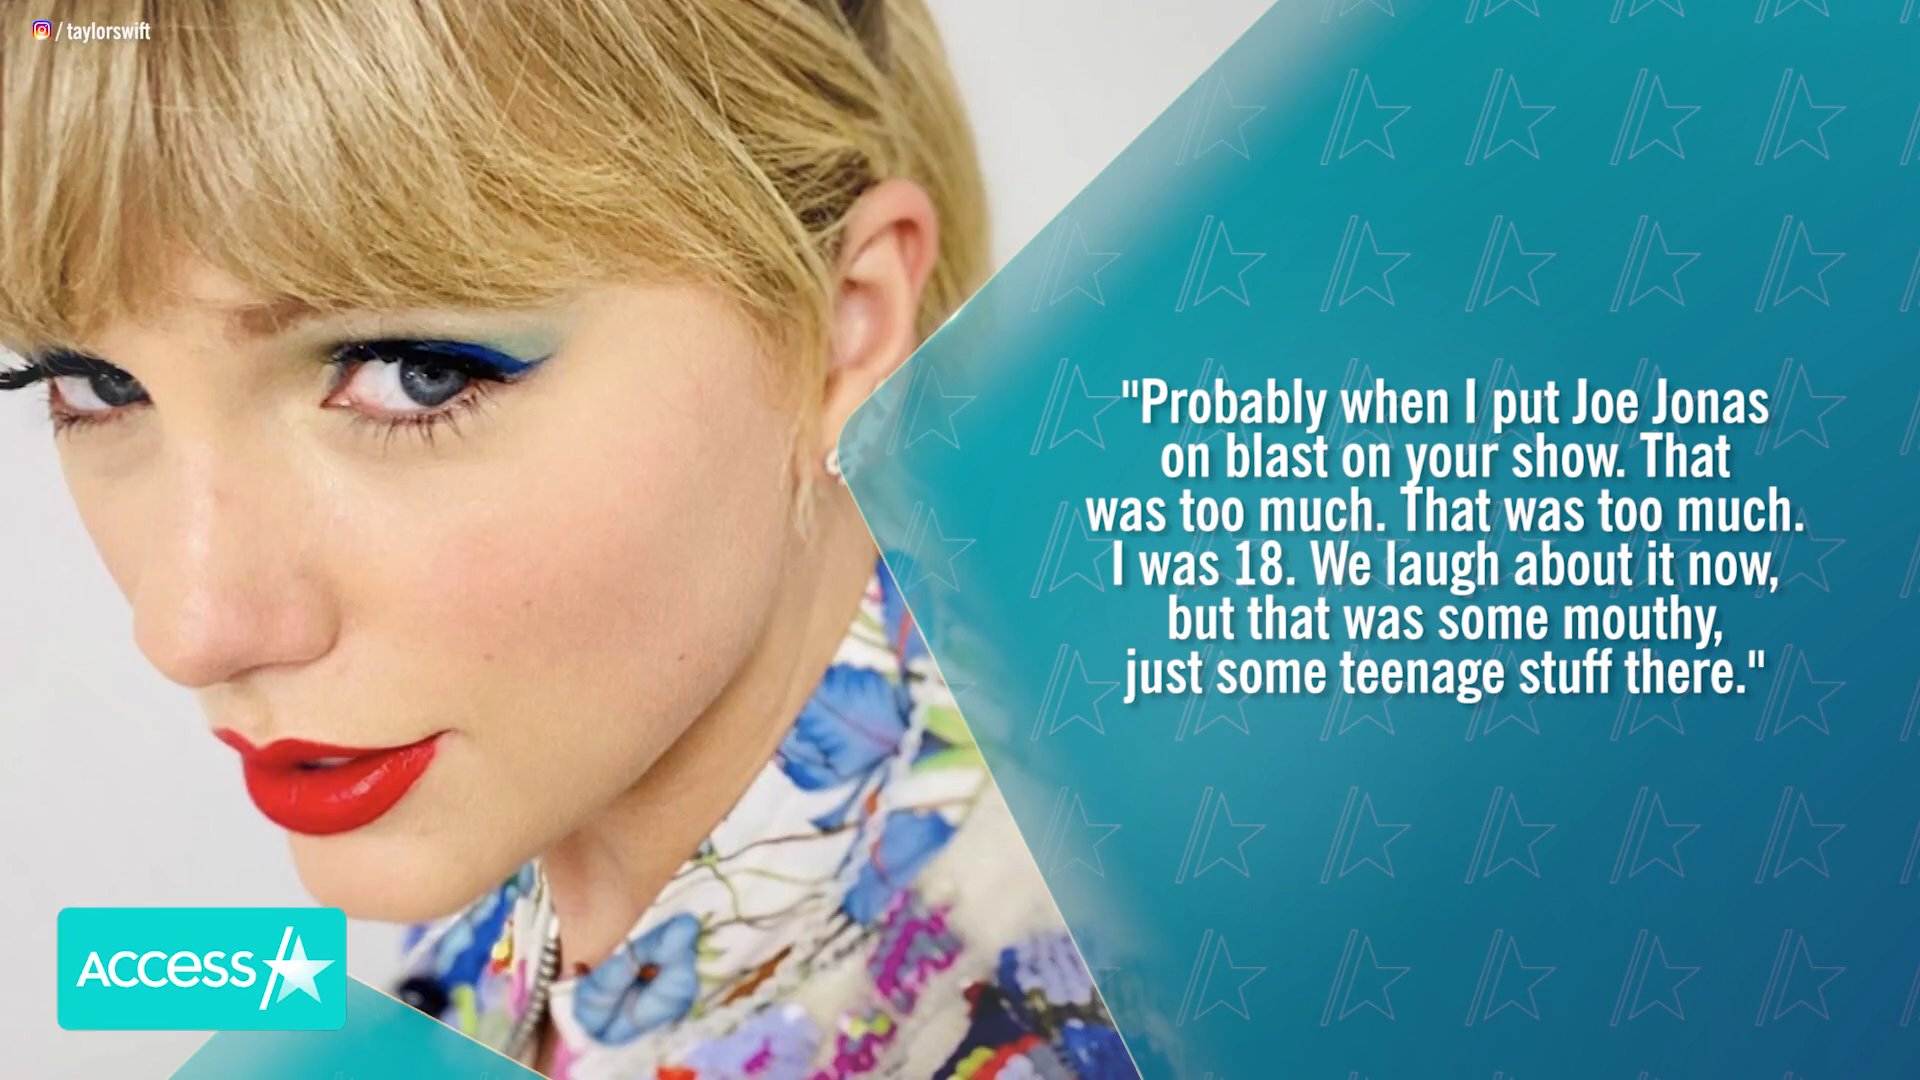 / taylorswift
"Probably when I put Joe Jonas
on blast on your show. That
was too much. That was too much.
I was 18. We laugh about it now,
but that was some mouthy,
just some teenage stuff there."
ACCESS